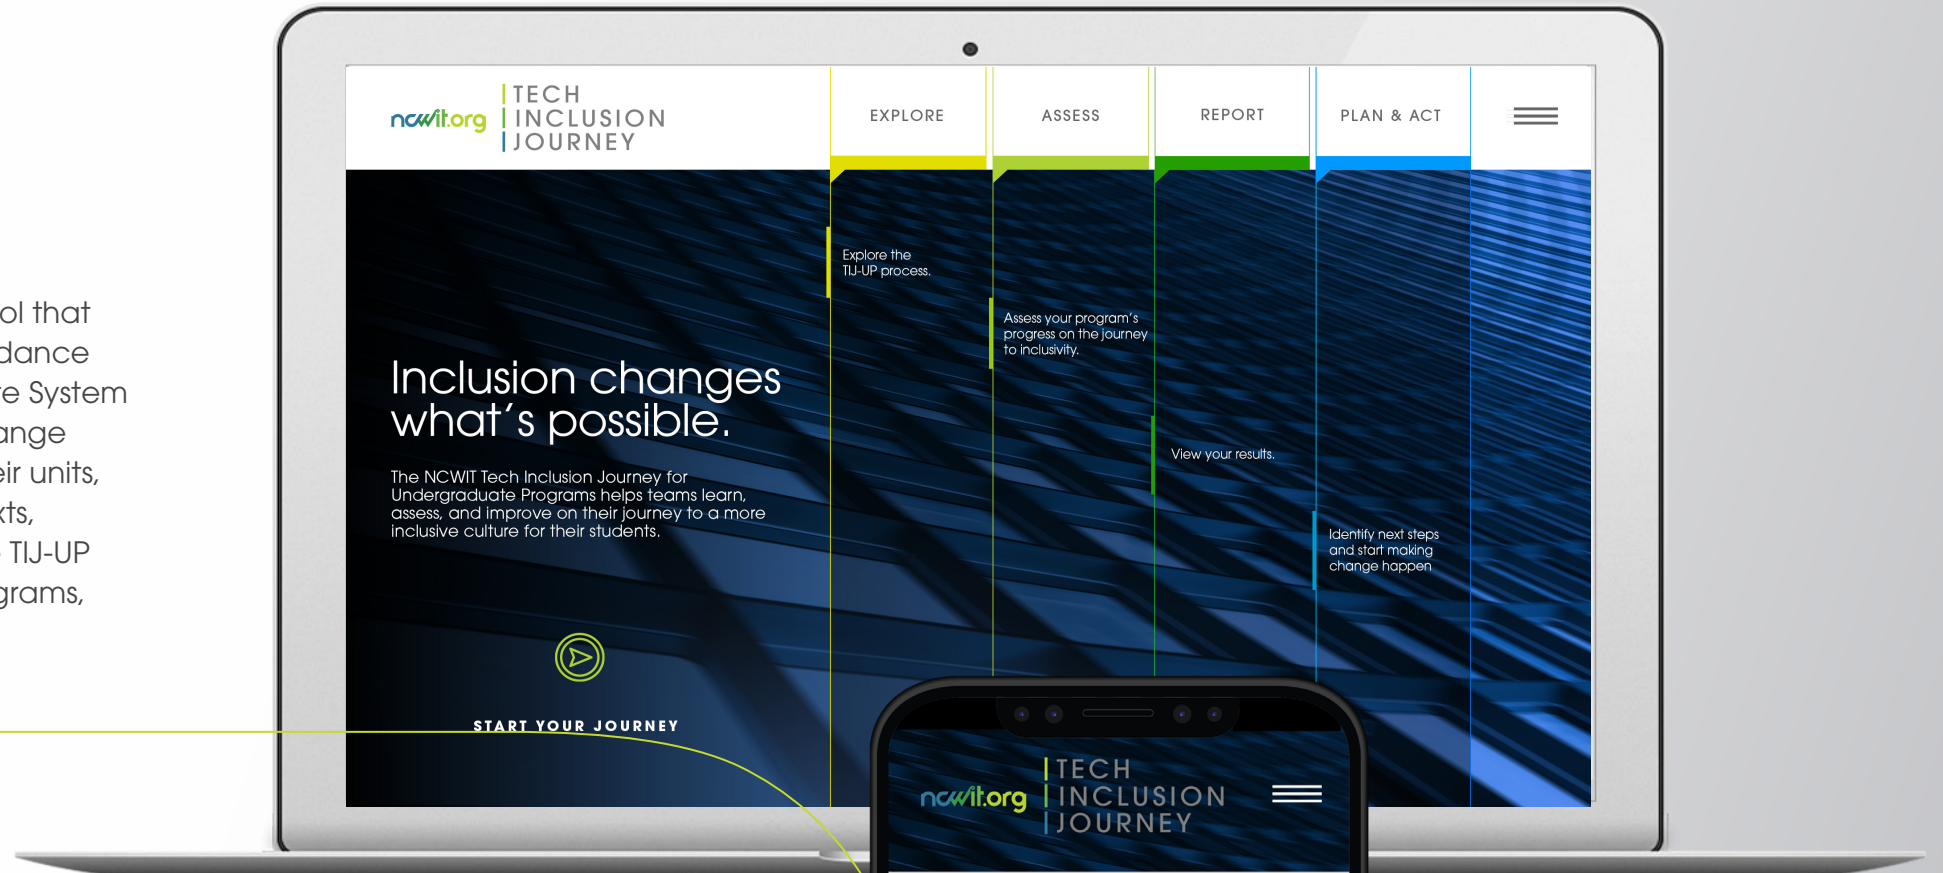 ol that
dance
e System
ange
eir units,
xts,
TIJ-UP
grams,
ncwit.org
TECH
INCLUSION
JOURNEY
EXPLORE
ASSESS
REPORT
PLAN & ACT
Explore the
TIJ-UP process.
Assess your program's
progress on the journey
to inclusivity.
Inclusion changes
what's possible.
View your results.
The NCWIT Tech Inclusion Journey for
Undergraduate Programs helps teams learn,
assess, and improve on their journey to a more
inclusive culture for their students.
Identify next steps
and start making
change happen
START YOUR JOURNEY
ncwit.org
TECH
INCLUSION
JOURNEY